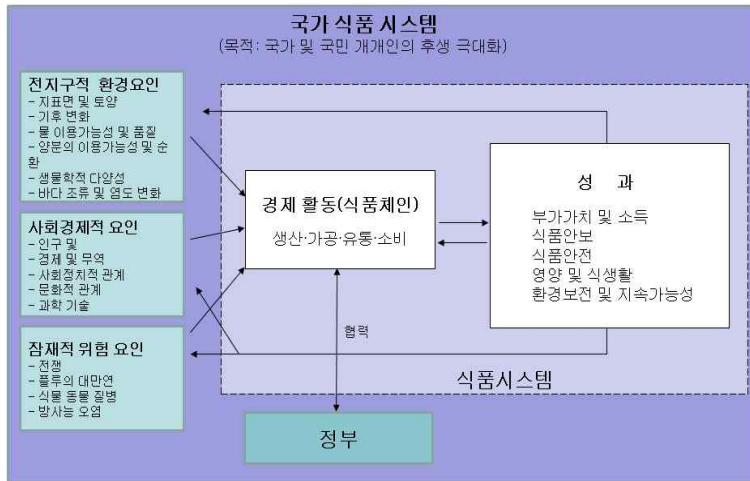 국가 식품 시스템
(목적: 국가 및 국민 개개인의 후생 극대화)
전지구적 환경요인
- 지표면 및 토양
- 기후 변화
- 물 이용가능성 및 품질
- 양분의 이용가능성 및 순
환
- 생물학적 다양성
- 바다 조류 및 염도 변화
사회경제적 요인
- 인구 및
- 경제 및 무역
- 사회정치적 관계
- 문화적 관계
- 과학 기술
잠재적 위험 요인
- 전쟁
- 플루의 대만연
- 식물 동물 질병
- 방사능 오염
경제 활동(식품체인)
생산·가공·유통·소비
성 과
부가가치 및 소득
식품안보
식품안전
영양 및 식생활
환경보전 및 지속가능성
협력
식품시스템
정부